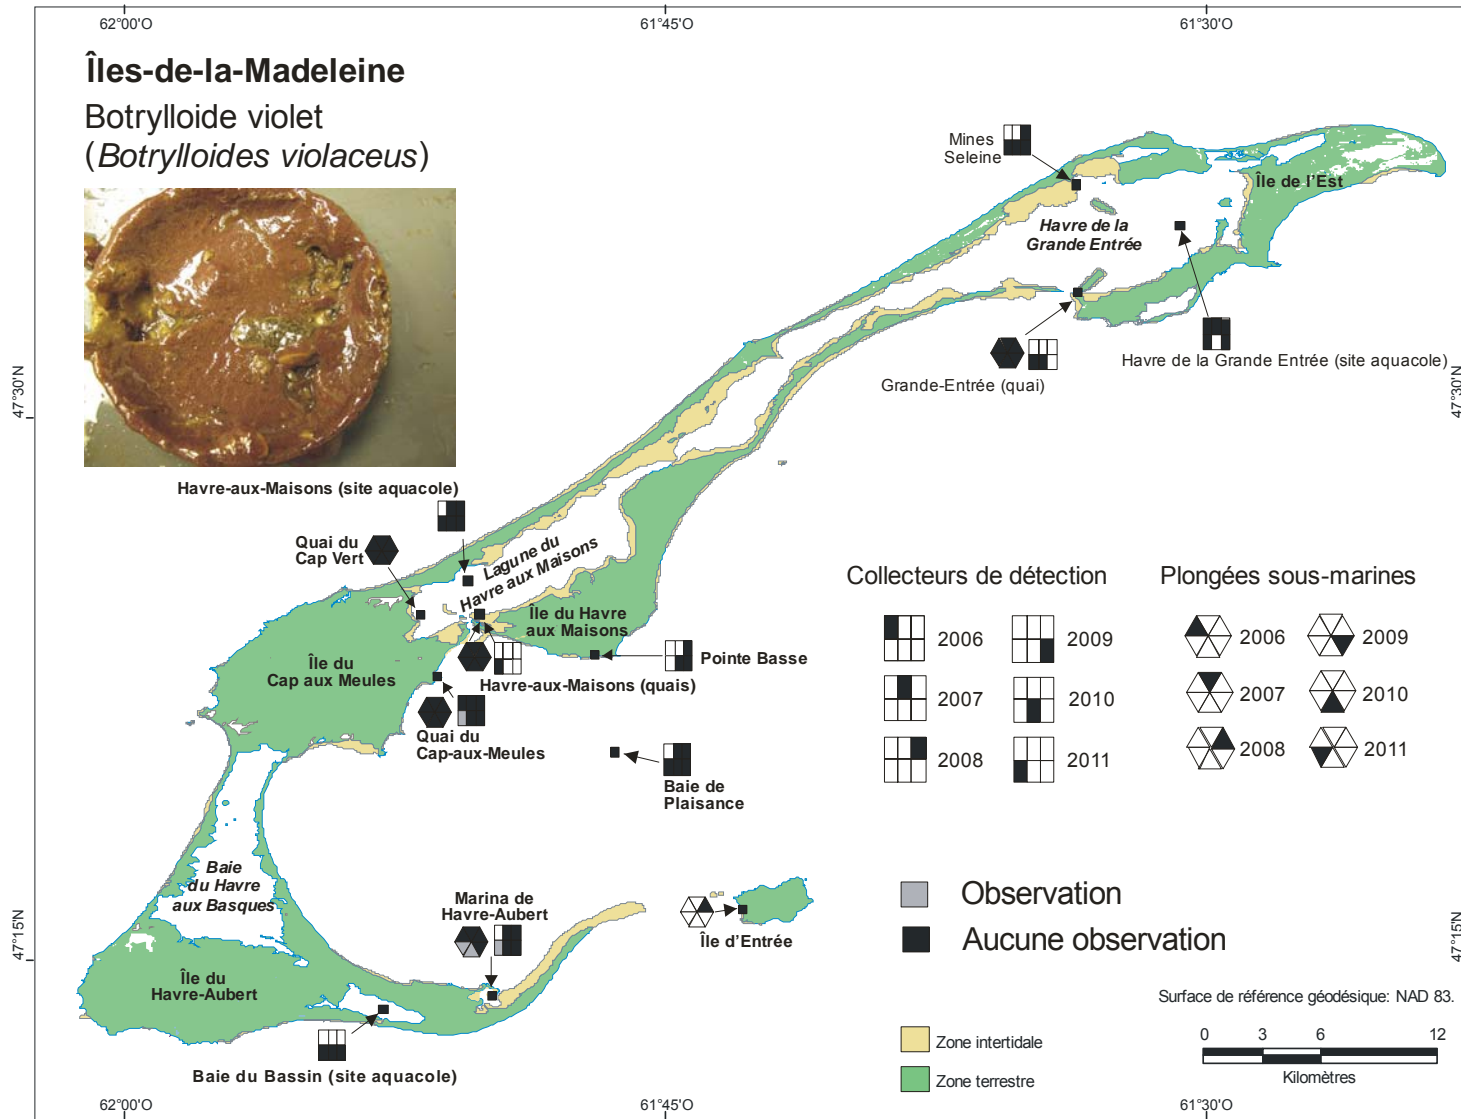 62°00'O
61°45'O
61°30'O
Îles-de-la-Madeleine
Botrylloide violet
(Botrylloides violaceus)
Mines
Seleine
Île de l'Est
Havre de la
Grande Entrée
Havre de la Grande Entrée (site aquacole)
Grande-Entrée (quai)
47°30'N
47°30'N
Havre-aux-Maisons (site aquacole)
Quai du
Cap Vert
Lagune du
Havre aux Maisons
Île du Havre
aux Maisons
Pointe Basse
Île du
Cap aux Meules
Havre-aux-Maisons (quais)
Quai du
Cap-aux-Meules
Baie de
Plaisance
Collecteurs de détection
2006
2009
2007
2010
2008
2011
Plongées sous-marines
2006
2009
2007
2010
2008
2011
Baie
du Havre
aux Basques
Marina de
Havre-Aubert
Île d'Entrée
Observation
Aucune observation
47°15'N
47°15'N
Île du
Havre-Aubert
Baie du Bassin (site aquacole)
Surface de référence géodésique: NAD 83.
0 3 6 12
Kilomètres
Zone intertidale
Zone terrestre
62°00'O
61°45'O
61°30'O